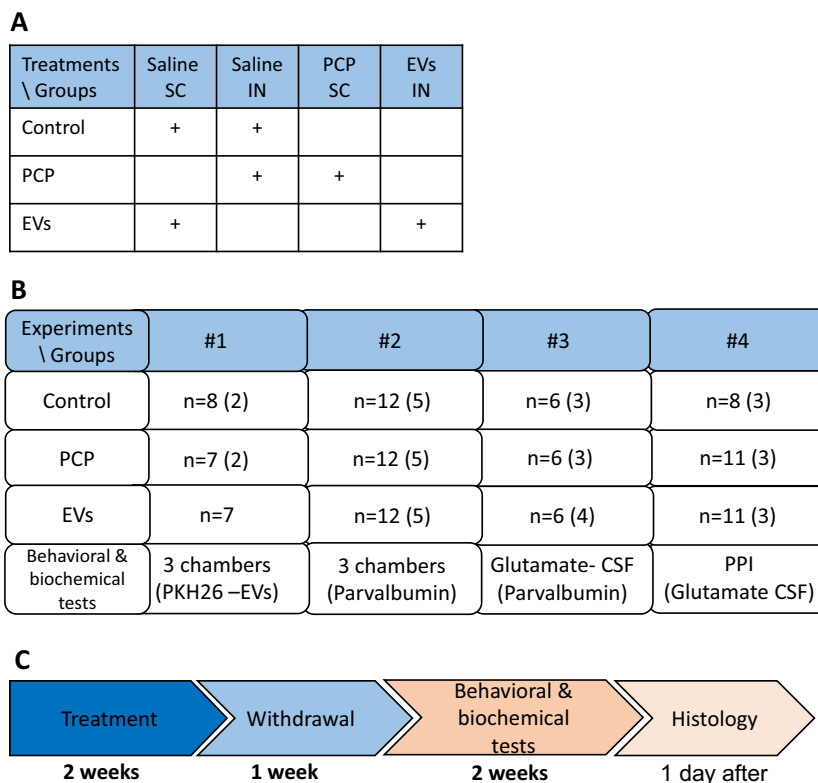 A
Treatments \ Groups Saline SC Saline IN PCP SC EVs IN
Control + +
PCP + +
EVs + +
B
Experiments \ Groups #1 #2 #3 #4
Control n=8 (2) n=12 (5) n=6 (3) n=8 (3)
PCP n=7 (2) n=12 (5) n=6 (3) n=11 (3)
EVs n=7 n=12 (5) n=6 (4) n=11 (3)
Behavioral & biochemical tests 3 chambers (PKH26 –EVs) 3 chambers (Parvalbumin) Glutamate- CSF (Parvalbumin) PPI (Glutamate CSF)
C
Treatment Withdrawal Behavioral & biochemical tests Histology
2 weeks 1 week 2 weeks 1 day after